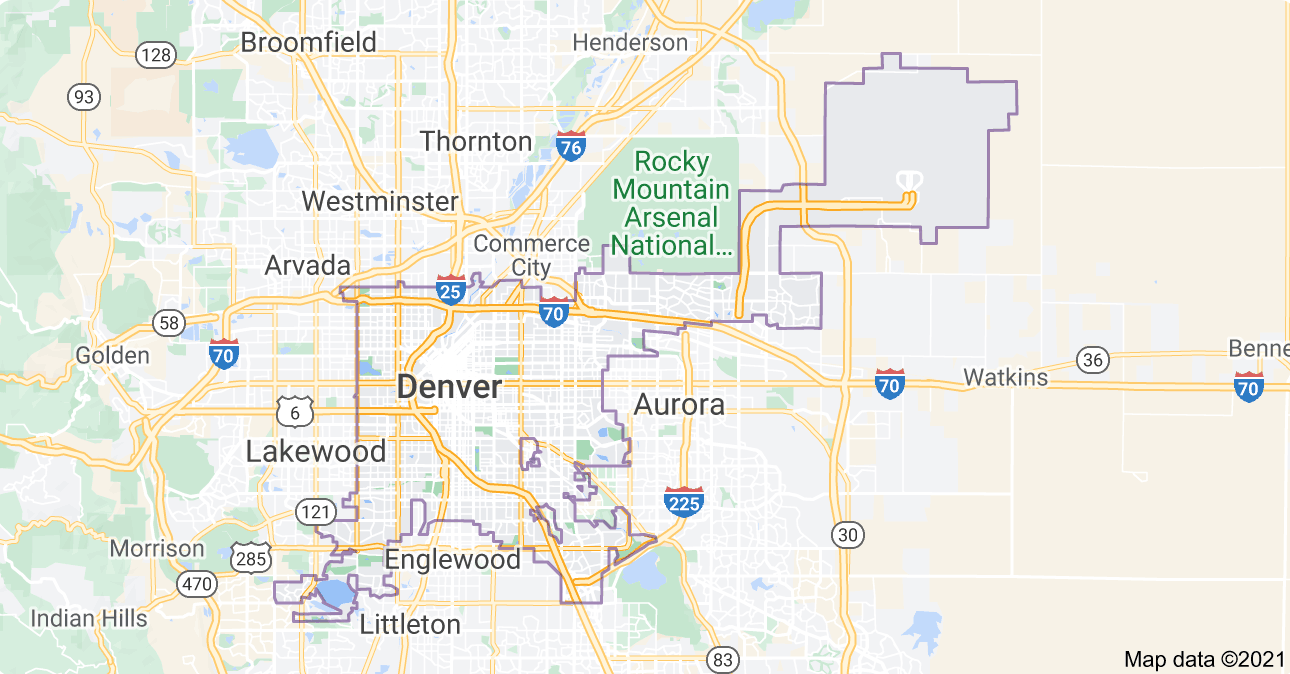 Broomfield
Henderson
128
93
Thornton
76
Rocky
Mountain
Arsenal
National...
Westminster
Commerce
City
Arvada
25
70
58
Golden
70
Benne
36
Watkins
70
70
Denver
6
Aurora
Lakewood
225
121
30
Morrison
285
Englewood
470
Indian Hills
Littleton
83
Map data ©2021